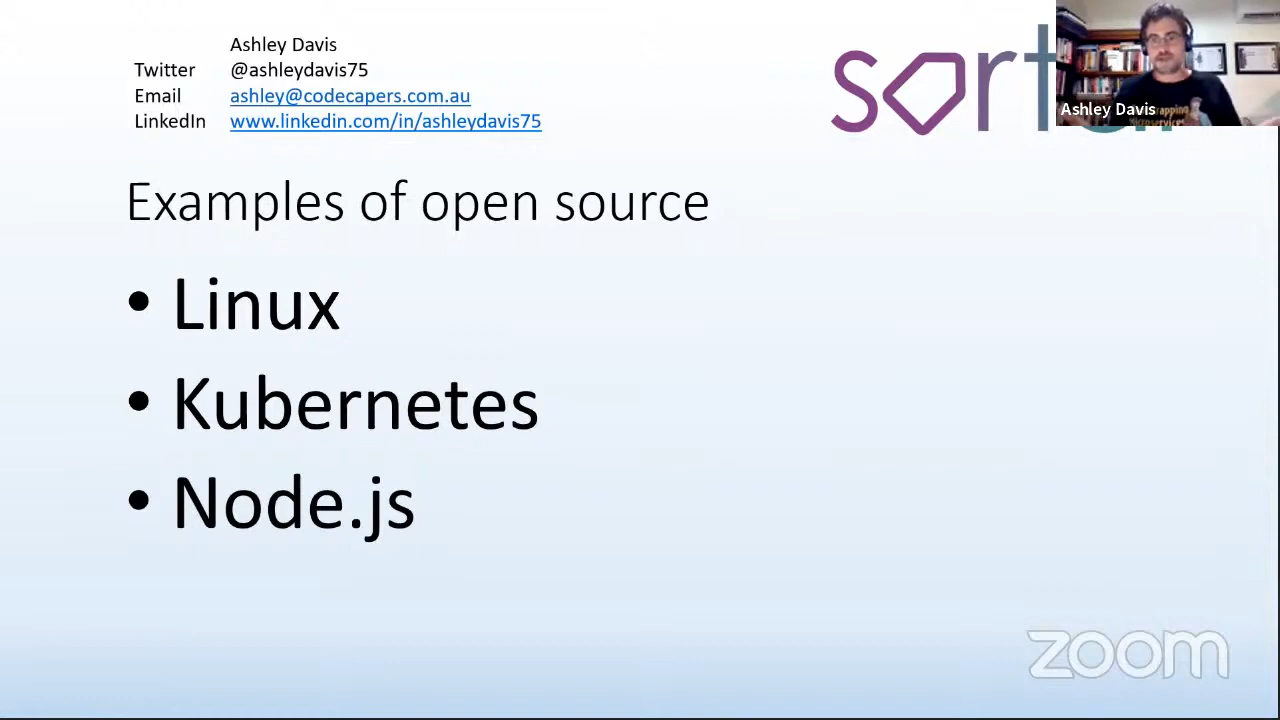 Ashley Davis
Twitter @ashleydavis75
Email ashley@codecapers.com.au
LinkedIn www.linkedin.com/in/ashleydavis75
Ashley Davis
Examples of open source
• Linux
• Kubernetes
• Node.js
zoom